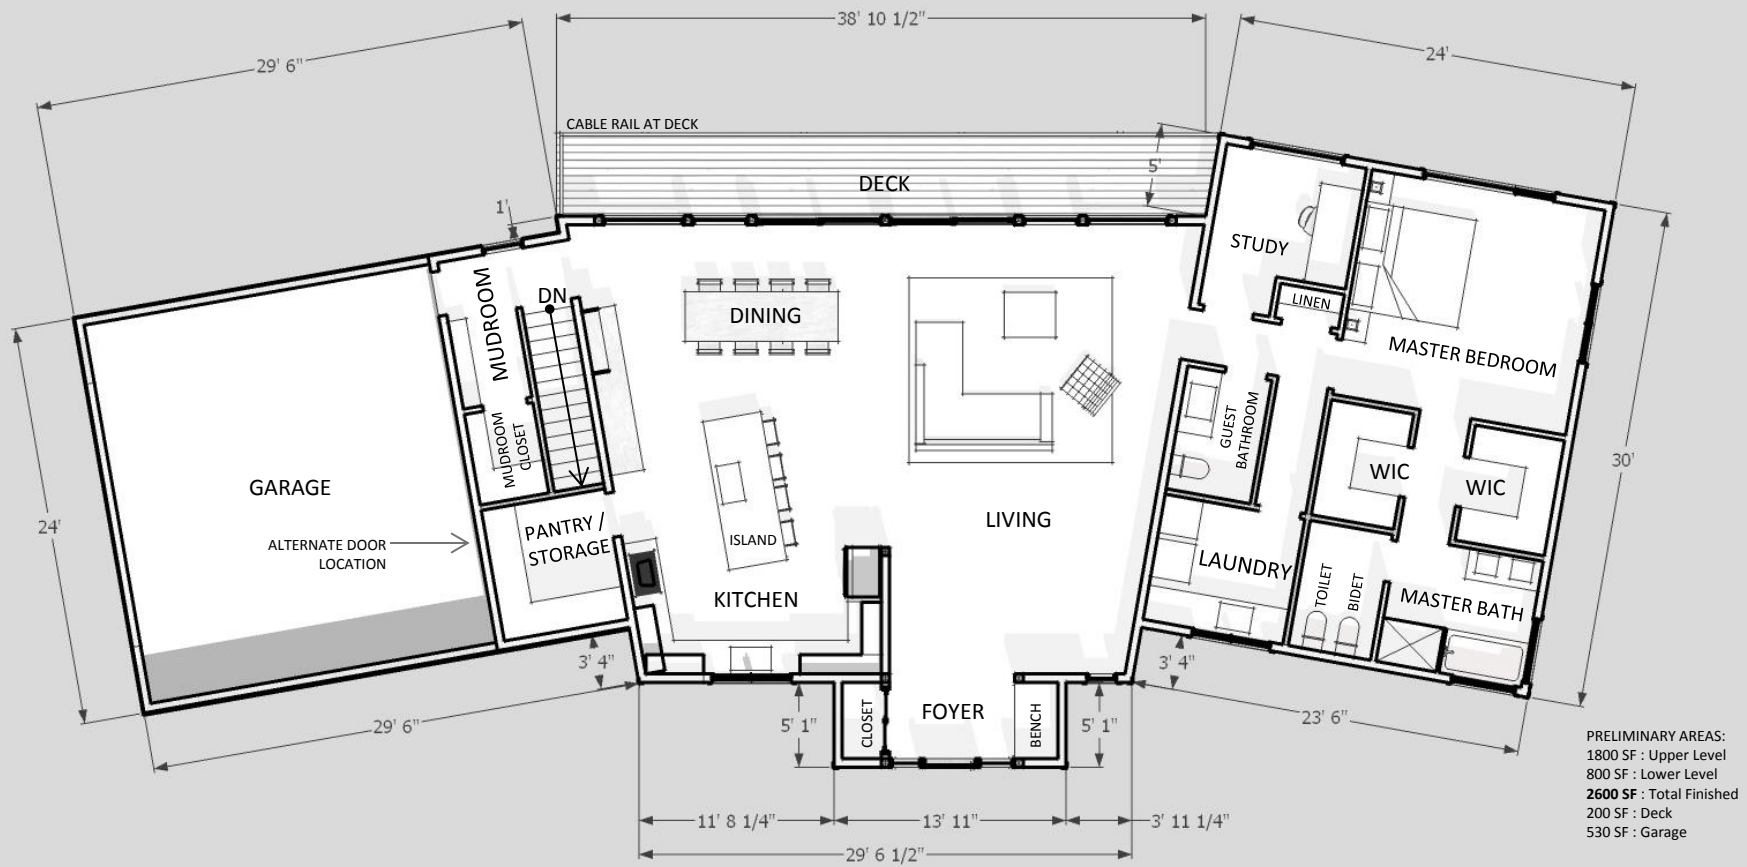 38' 10 1/2"
24'
29' 6"
CABLE RAIL AT DECK
5'
DECK
1'
STUDY
MUDROOM
DN
LINEN
DINING
MASTER BEDROOM
MUDROOM
CLOSET
GUEST
BATHROOM
30'
WIC
WIC
GARAGE
LIVING
24'
PANTRY /
STORAGE
ALTERNATE DOOR
LOCATION
ISLAND
LAUNDRY
TOILET
BIDET
KITCHEN
MASTER BATH
3' 4"
3' 4"
29' 6"
5' 1"
CLOSET
FOYER
BENCH
5' 1"
23' 6"
11' 8 1/4"
13' 11"
3' 11 1/4"
29' 6 1/2"
PRELIMINARY AREAS:
1800 SF : Upper Level
800 SF : Lower Level
2600 SF : Total Finished
200 SF : Deck
530 SF : Garage